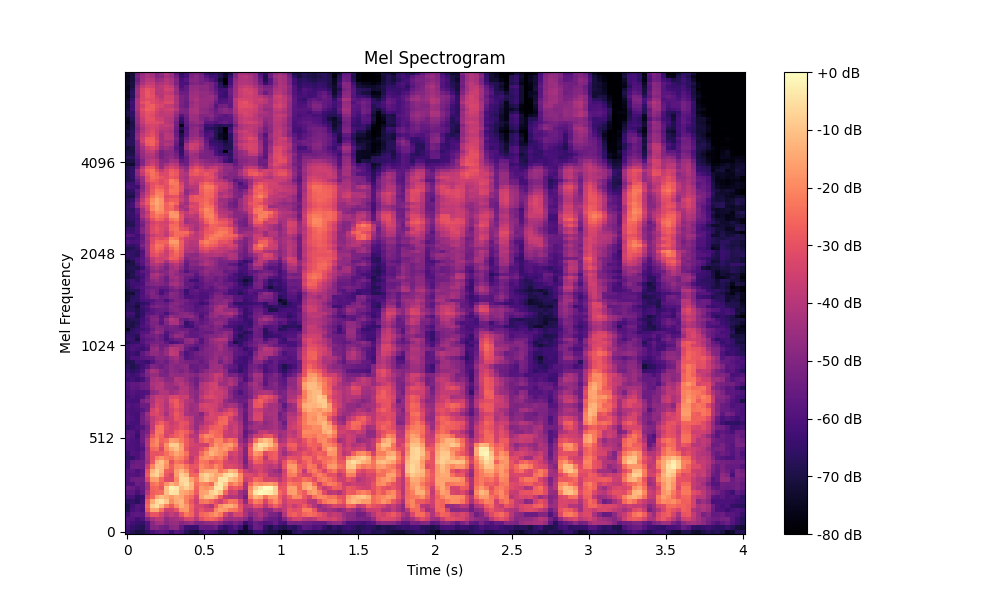 Mel Spectrogram
Mel Frequency
4096
2048
1024
512
0
0 0.5 1 1.5 2 2.5 3 3.5 4
Time (s)
+0 dB
-10 dB
-20 dB
-30 dB
-40 dB
-50 dB
-60 dB
-70 dB
-80 dB